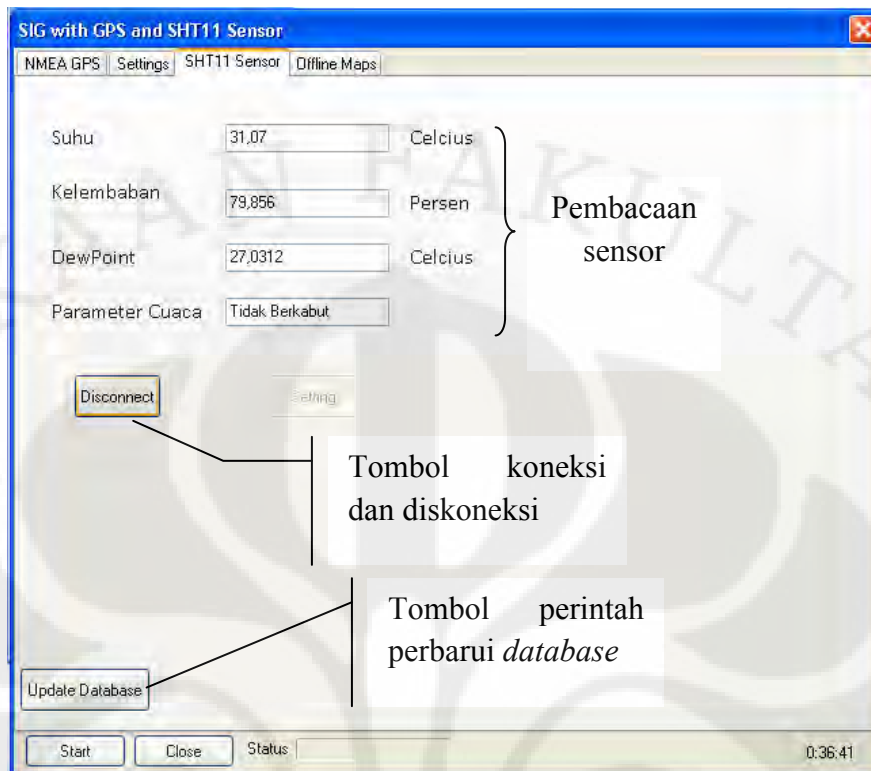 SIG with GPS and SHT11 Sensor
NMEA GPS Settings SHT11 Sensor Offline Maps
Suhu 31,07 Celcius
Kelembaban 79,856 Persen
DewPoint 27,0312 Celcius
Parameter Cuaca Tidak Berkabut
Pembacaan
sensor
Disconnect Setting
Tombol koneksi
dan diskoneksi
Tombol perintah
perbarui database
Update Database
Start Close Status 0:36:41
AAN FAKULTA